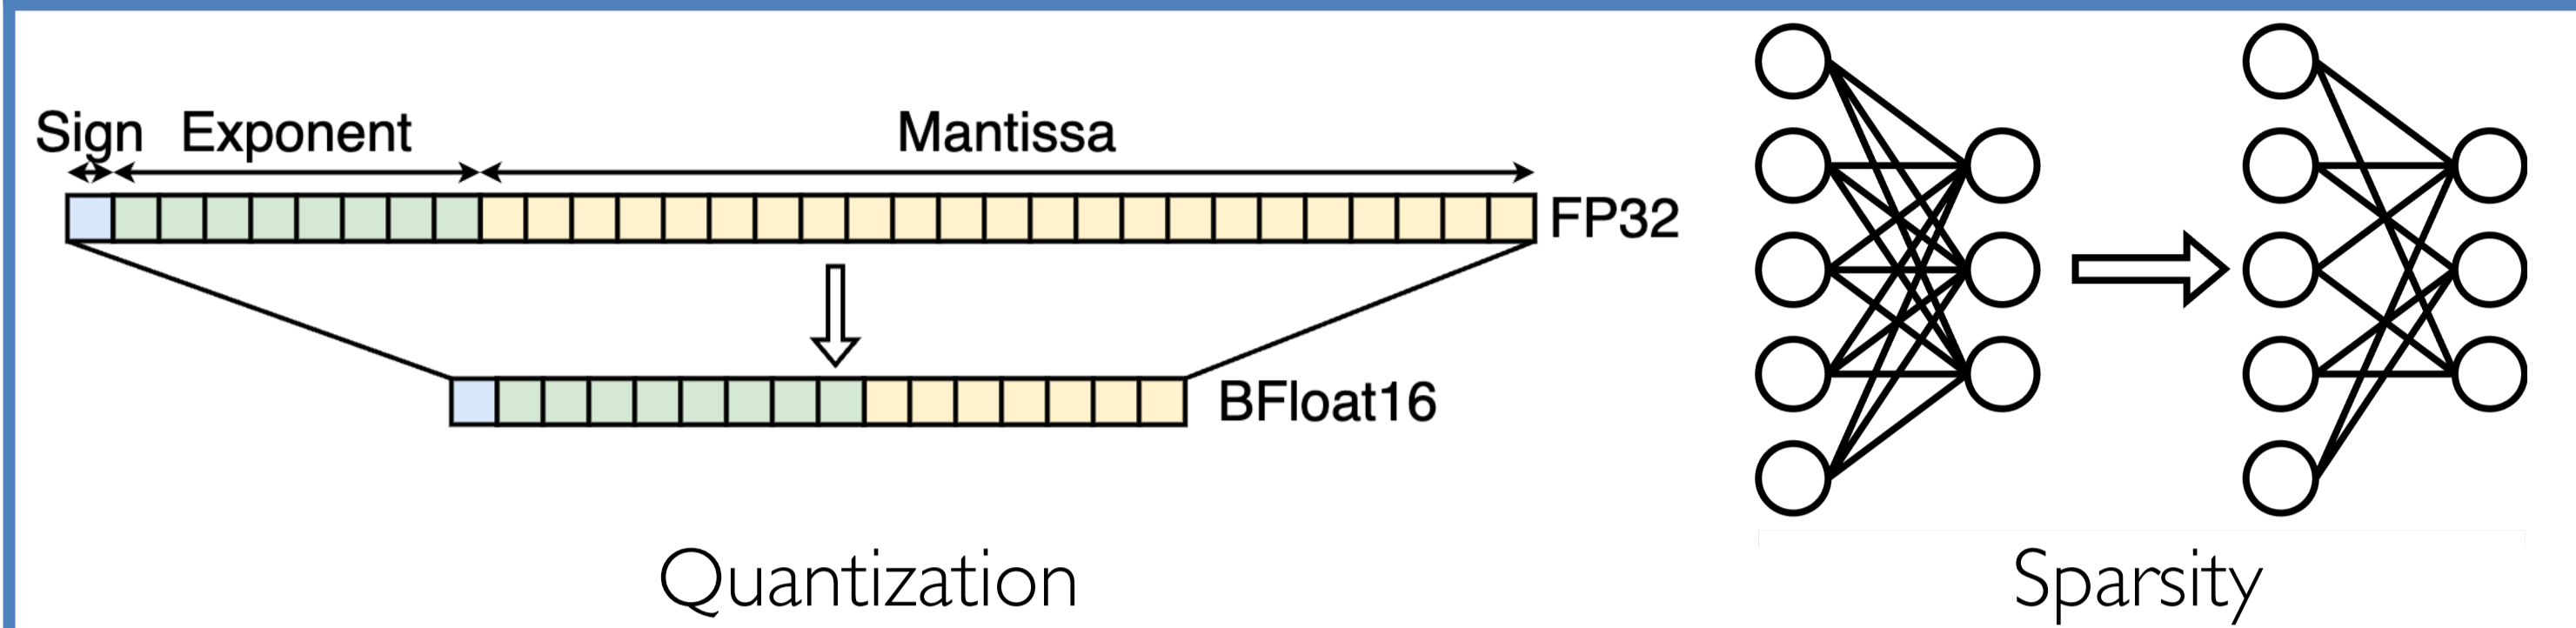 Sign Exponent Mantissa
FP32
BFloat16
Quantization
Sparsity